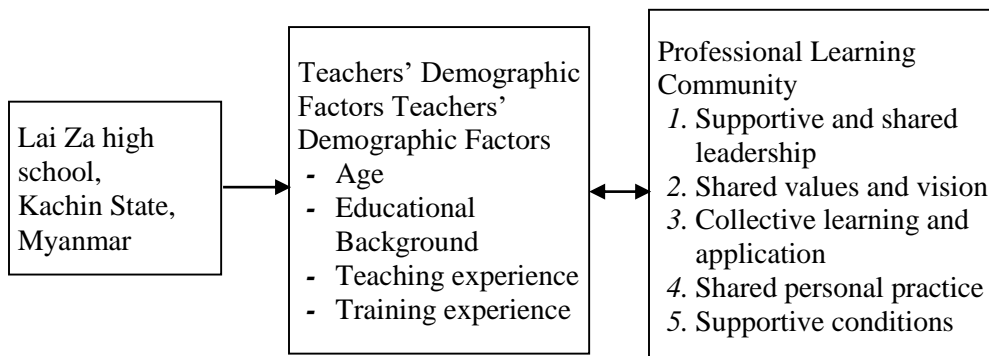 Lai Za high
school,
Kachin State,
Myanmar
Teachers’ Demographic
Factors Teachers’
Demographic Factors
- Age
- Educational
Background
- Teaching experience
- Training experience
Professional Learning
Community
1. Supportive and shared
leadership
2. Shared values and vision
3. Collective learning and
application
4. Shared personal practice
5. Supportive conditions